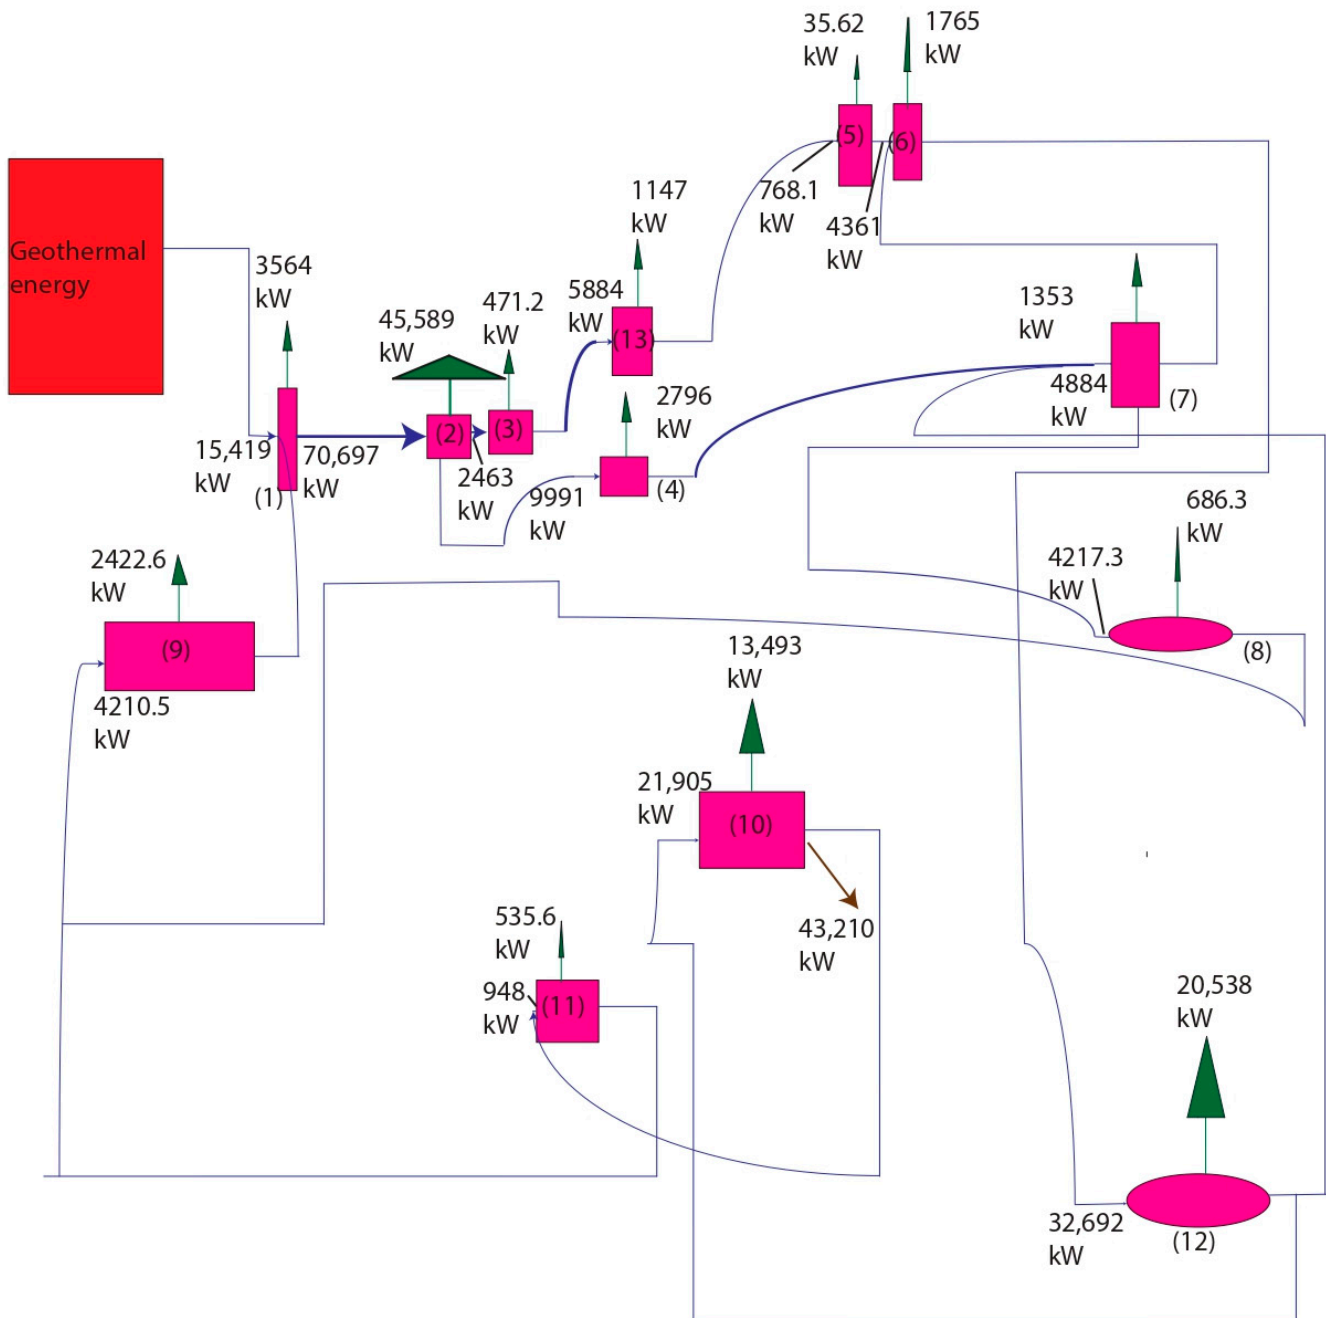 35.62
kW
1765
kW
(5)
(6)
768.1
kW
4361
kW
1147
kW
Geothermal
energy
3564
kW
45,589
kW
471.2
kW
5884
kW
(13)
1353
kW
4884
kW
(7)
2796
kW
(2)
(3)
15,419
kW
70,697
kW
(1)
2463
kW
9991
kW
(4)
686.3
kW
4217.3
kW
(8)
2422.6
kW
(9)
4210.5
kW
13,493
kW
21,905
kW
(10)
43,210
kW
535.6
kW
948
kW
(11)
20,538
kW
32,692
kW
(12)